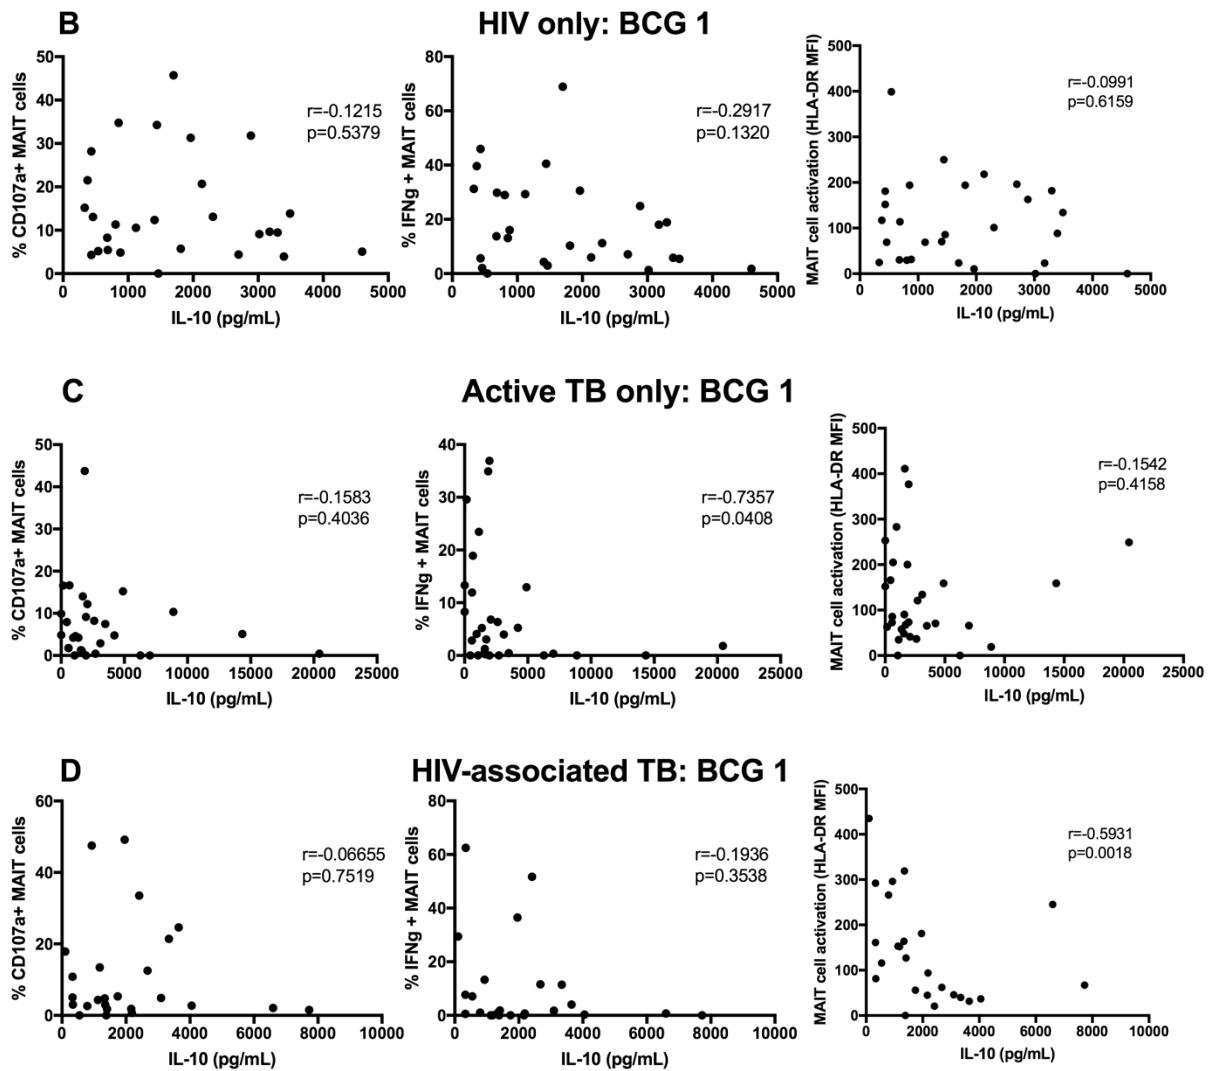 B
HIV only: BCG 1
% CD107a+ MAIT cells
50
40
30
20
10
0
0 1000 2000 3000 4000 5000
IL-10 (pg/mL)
r=-0.1215
p=0.5379
% IFNg + MAIT cells
80
60
40
20
0
0 1000 2000 3000 4000 5000
IL-10 (pg/mL)
r=-0.2917
p=0.1320
MAIT cell activation (HLA-DR MFI)
500
400
300
200
100
0
0 1000 2000 3000 4000 5000
IL-10 (pg/mL)
r=-0.0991
p=0.6159
C
Active TB only: BCG 1
% CD107a+ MAIT cells
50
40
30
20
10
0
0 5000 10000 15000 20000 25000
IL-10 (pg/mL)
r=-0.1583
p=0.4036
% IFNg + MAIT cells
40
30
20
10
0
0 5000 10000 15000 20000 25000
IL-10 (pg/mL)
r=-0.7357
p=0.0408
MAIT cell activation (HLA-DR MFI)
500
400
300
200
100
0
0 5000 10000 15000 20000 25000
IL-10 (pg/mL)
r=-0.1542
p=0.4158
D
HIV-associated TB: BCG 1
% CD107a+ MAIT cells
60
40
20
0
0 2000 4000 6000 8000 10000
IL-10 (pg/mL)
r=-0.06655
p=0.7519
% IFNg + MAIT cells
80
60
40
20
0
0 2000 4000 6000 8000 10000
IL-10 (pg/mL)
r=-0.1936
p=0.3538
MAIT cell activation (HLA-DR MFI)
500
400
300
200
100
0
0 2000 4000 6000 8000 10000
IL-10 (pg/mL)
r=-0.5931
p=0.0018